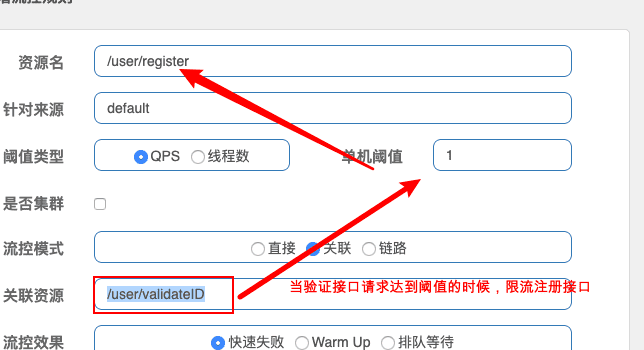 资源名 /user/register
针对来源 default
阈值类型 QPS 线程数 单机阈值 1
是否集群
流控模式 直接 关联 链路
关联资源 /user/validateID 当验证接口请求达到阈值的时候，限流注册接口
流控效果 快速失败 Warm Up 排队等待